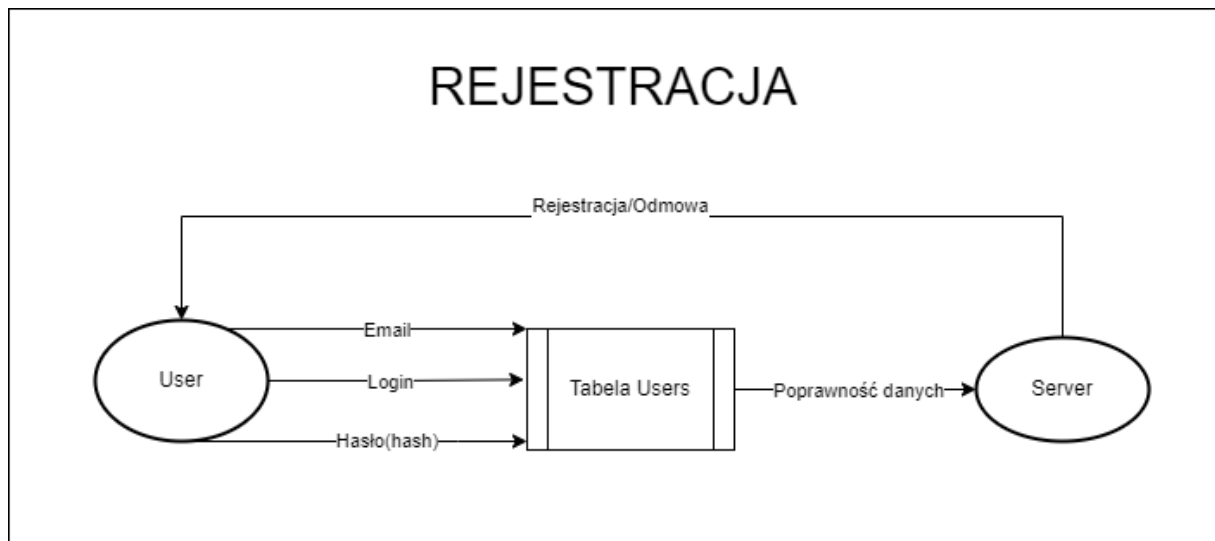 REJESTRACJA
Rejestracja/Odmowa
Email
User
Login
Tabela Users
Poprawność danych
Server
Hasło(hash)